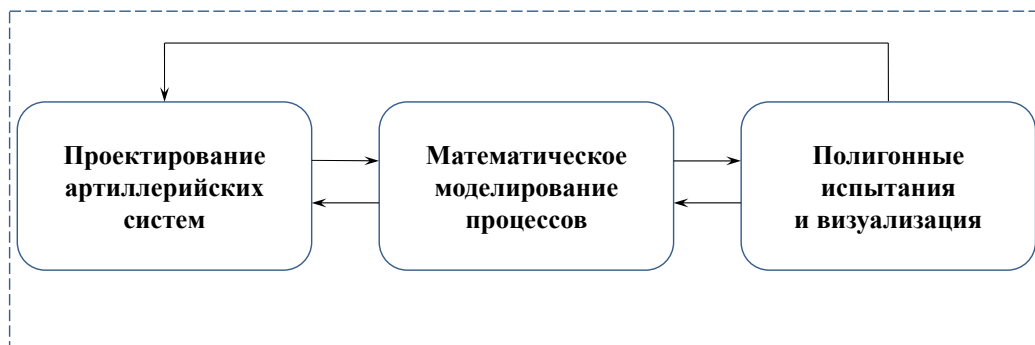 Проектирование
артиллерийских
систем
Математическое
моделирование
процессов
Полигонные
испытания
и визуализация